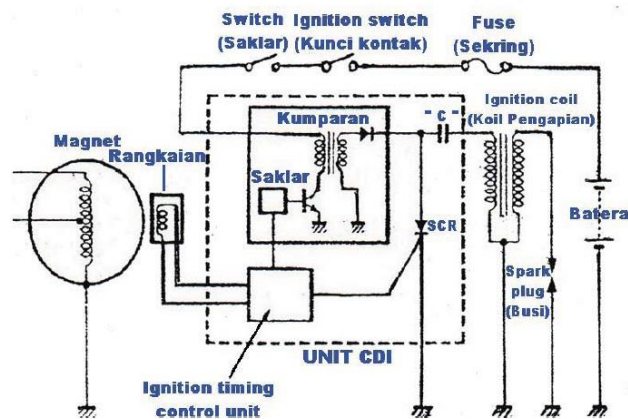 Switch
(Saklar)
Ignition switch
(Kunci kontak)
Fuse
(Sekring)
Kumparan
" C "
Ignition coil
(Koil Pengapian)
Magnet
Rangkaian
Saklar
SCR
Batera
Spark
plug
(Busi)
UNIT CDI
Ignition timing
control unit